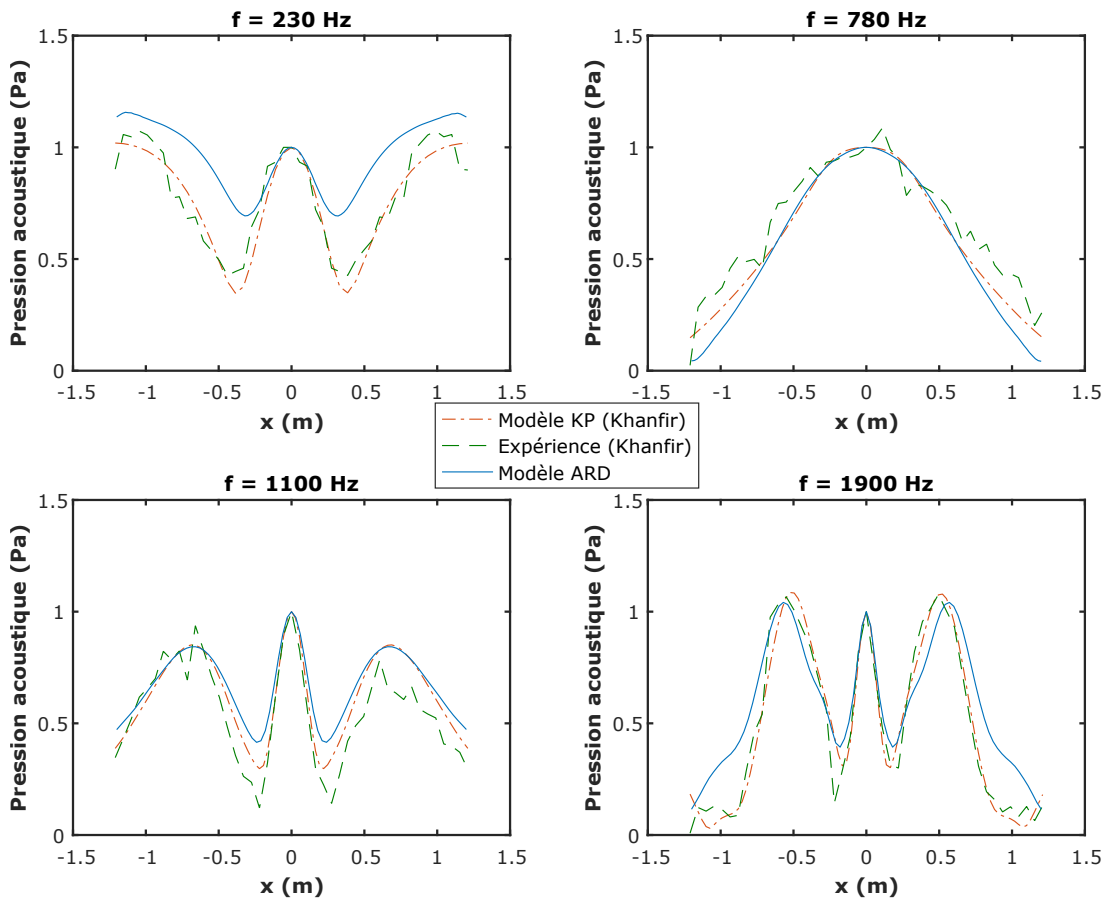 f = 230 Hz
f = 780 Hz
Pression acoustique (Pa)
1.5
1
0.5
0
-1.5 -1 -0.5 0 0.5 1 1.5
x (m)
Pression acoustique (Pa)
1.5
1
0.5
0
-1.5 -1 -0.5 0 0.5 1 1.5
x (m)
Modèle KP (Khanfir)
Expérience (Khanfir)
Modèle ARD
f = 1100 Hz
f = 1900 Hz
Pression acoustique (Pa)
1.5
1
0.5
0
-1.5 -1 -0.5 0 0.5 1 1.5
x (m)
Pression acoustique (Pa)
1.5
1
0.5
0
-1.5 -1 -0.5 0 0.5 1 1.5
x (m)